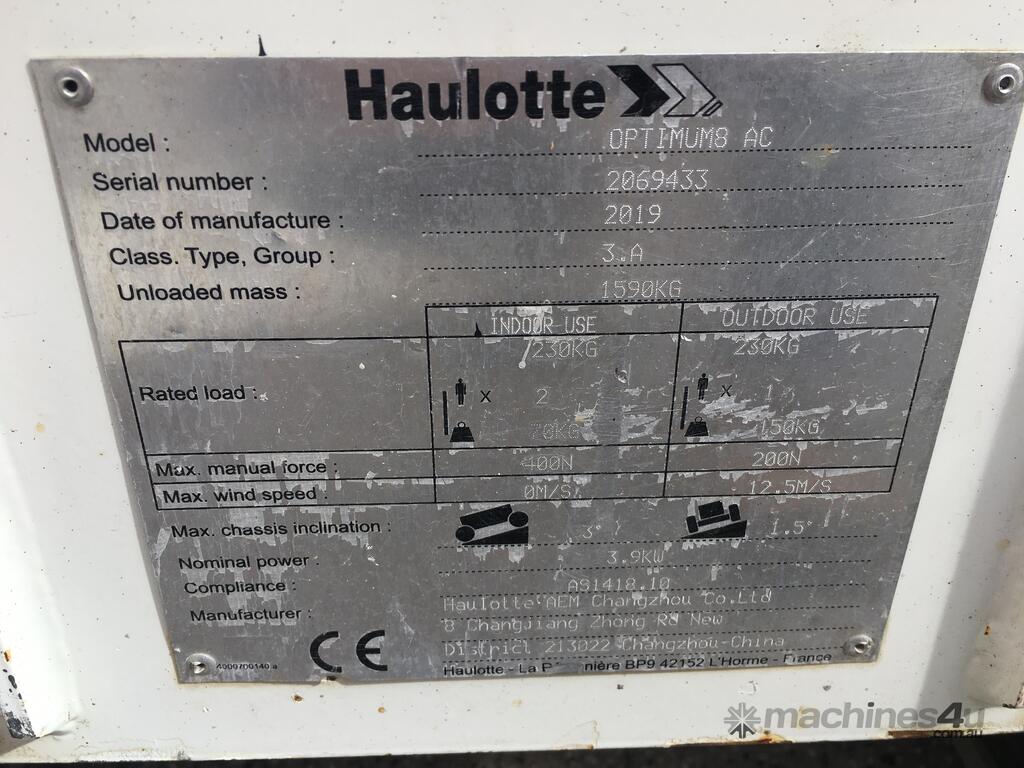 Haulotte
Model : OPTIMUM8 AC
Serial number : 2069433
Date of manufacture : 2019
Class. Type, Group : 3.A
Unloaded mass : 1590KG
INDOOR USE OUTDOOR USE
230KG 230KG
Rated load : x 2 x 1
70KG 150KG
Max. manual force : 400N 200N
Max. wind speed : 0M/S 12.5M/S
Max. chassis inclination : 3° 1.5°
Nominal power : 3.9KW
Compliance : AS1418.10
Manufacturer : Haulotte AEM Changzhou Co.Ltd
8 Changjiang Zhong Rd New
District 213022 Changzhou-China
Haulotte - La BP9 42152 L'Horme - France
4000700140 a
CE
machines4u
.com.au